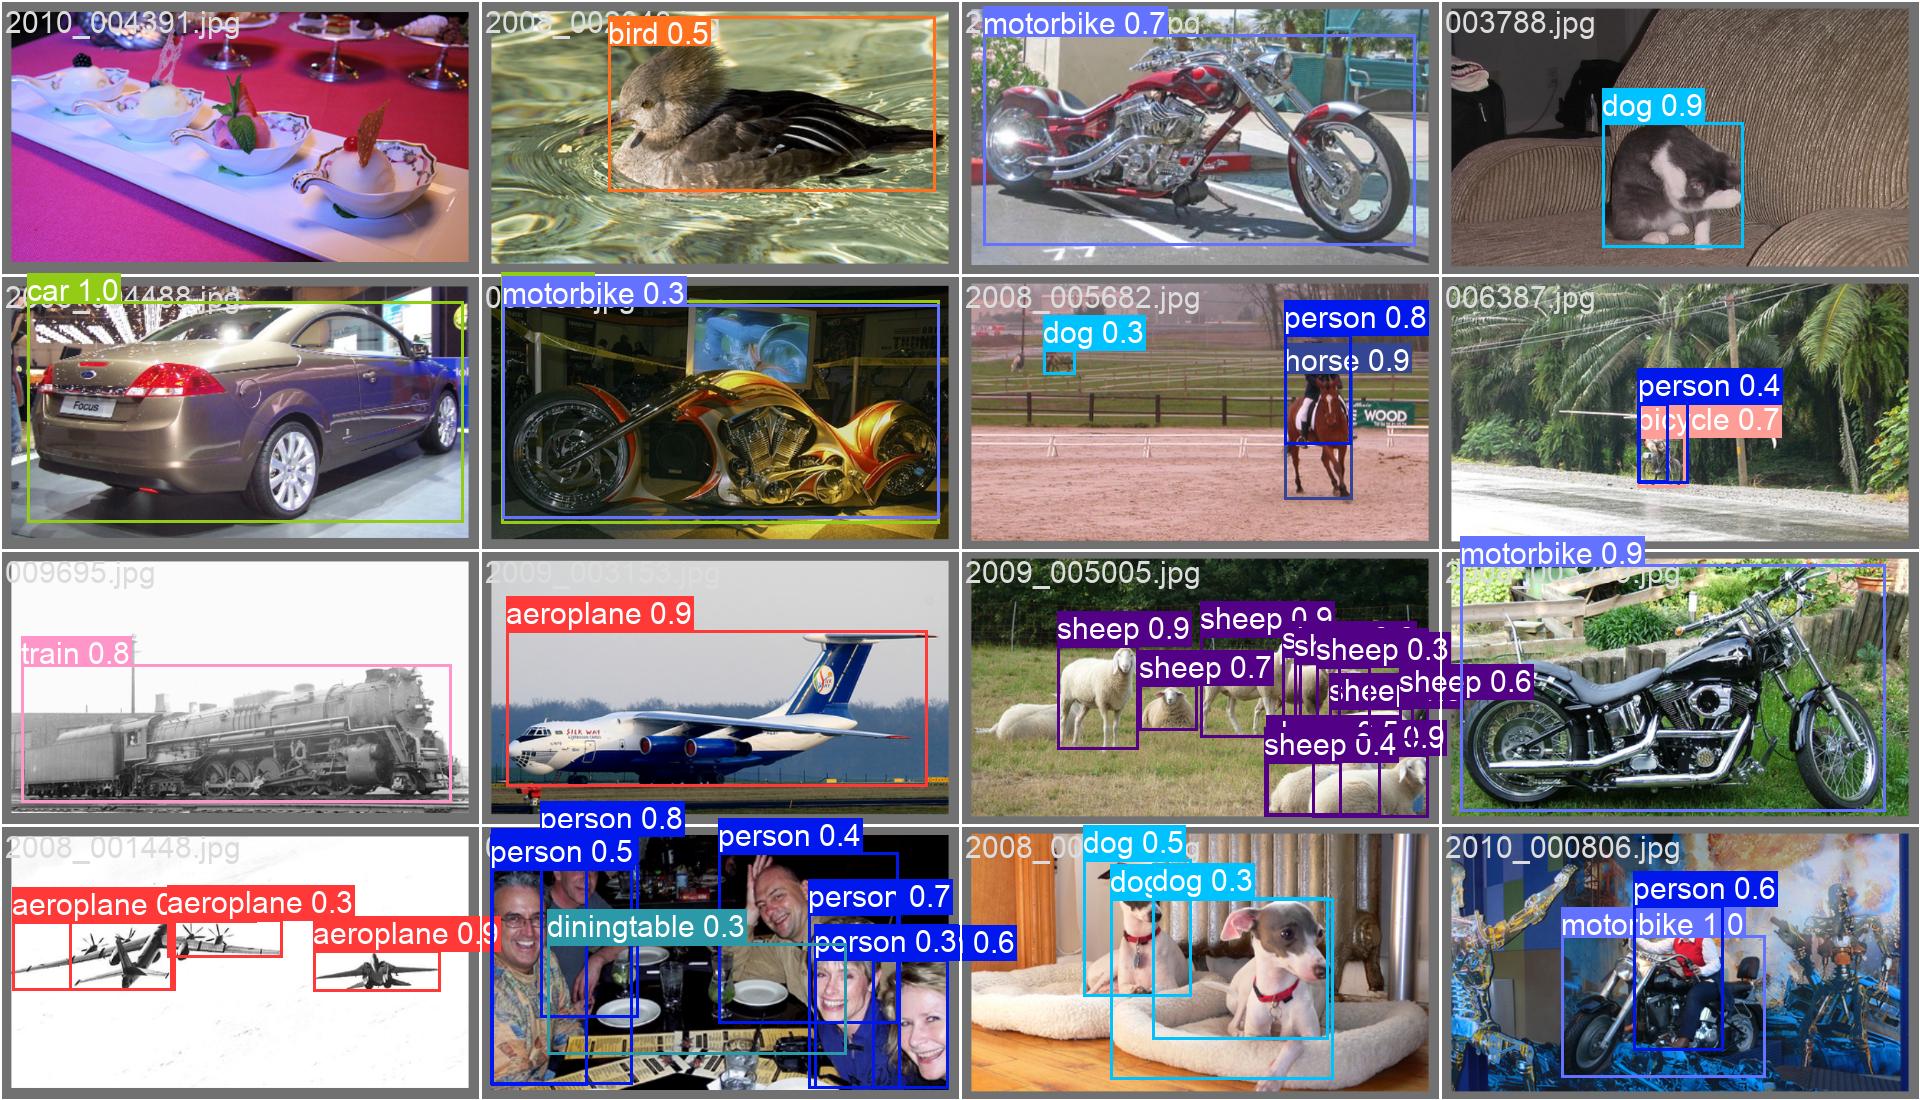 2010_004391.jpg
bird 0.5
motorbike 0.7
003788.jpg
dog 0.9
car 1.0
Focus
motorbike 0.3
2008_005682.jpg
dog 0.3
person 0.8
horse 0.9
WOOD
006387.jpg
person 0.4
bicycle 0.7
009695.jpg
train 0.8
2009_003153.jpg
aeroplane 0.9
SILK WAY
2009_005005.jpg
sheep 0.9
sheep 0.9
sheep 0.3
sheep 0.7
sheep 0.6
sheep 0.4
0.9
motorbike 0.9
2008_001448.jpg
aeroplane
aeroplane 0.3
aeroplane 0.9
person 0.8
person 0.5
person 0.4
person 0.7
diningtable 0.3
person 0.3
0.6
dog 0.5
dog 0.3
2010_000806.jpg
person 0.6
motorbike 1.0